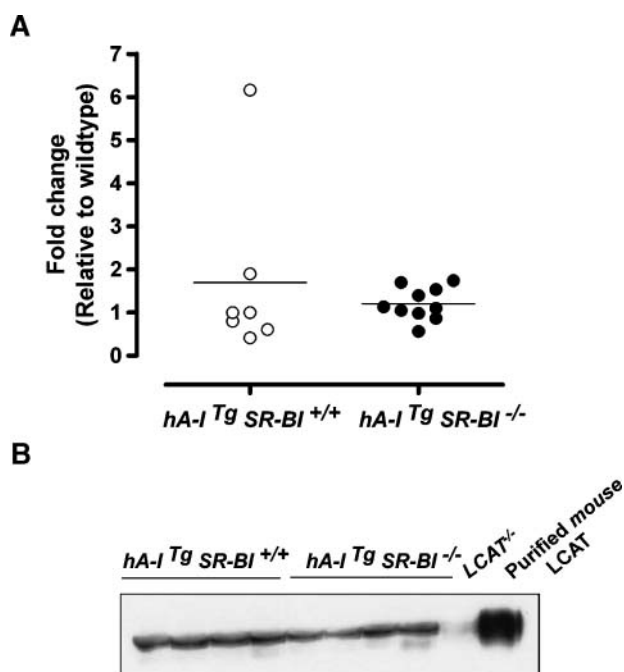 A
7
6
5
4
3
2
1
0
Fold change
(Relative to wildtype)
hA-I Tg SR-BI +/+ hA-I Tg SR-BI -/-
B
hA-I Tg SR-BI +/+ hA-I Tg SR-BI -/- LCAT-/- Purified mouse
LCAT